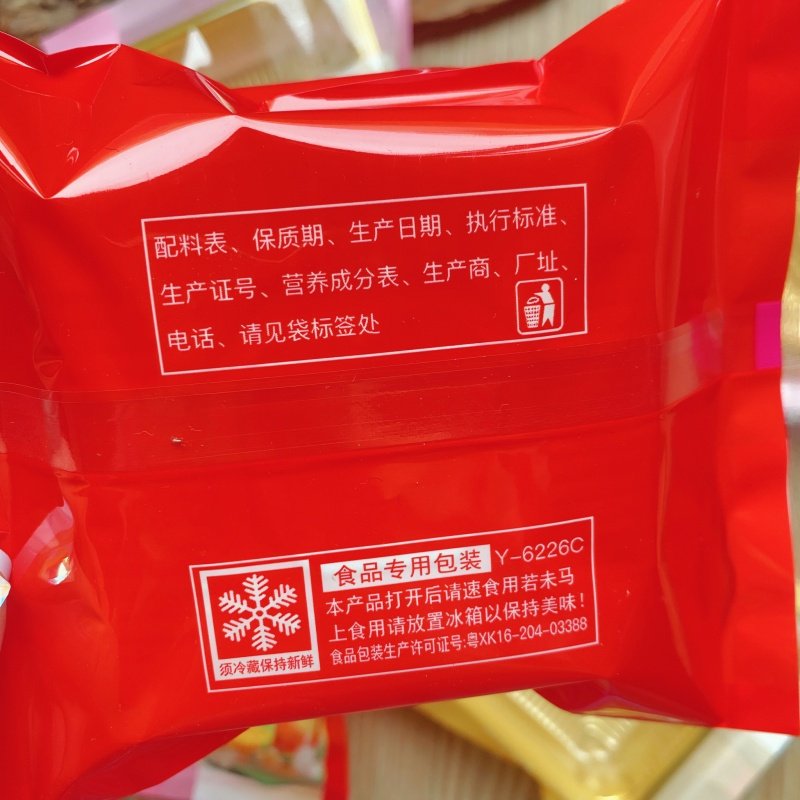 配料表、保质期、生产日期、执行标准、
生产证号、营养成分表、生产商、厂址、
电话、请见袋标签处
食品专用包装 Y-6226C
本产品打开后请速食用若未马
上食用请放置冰箱以保持美味！
食品包装生产许可证号:粤XK16-204-03388
须冷藏保持新鲜